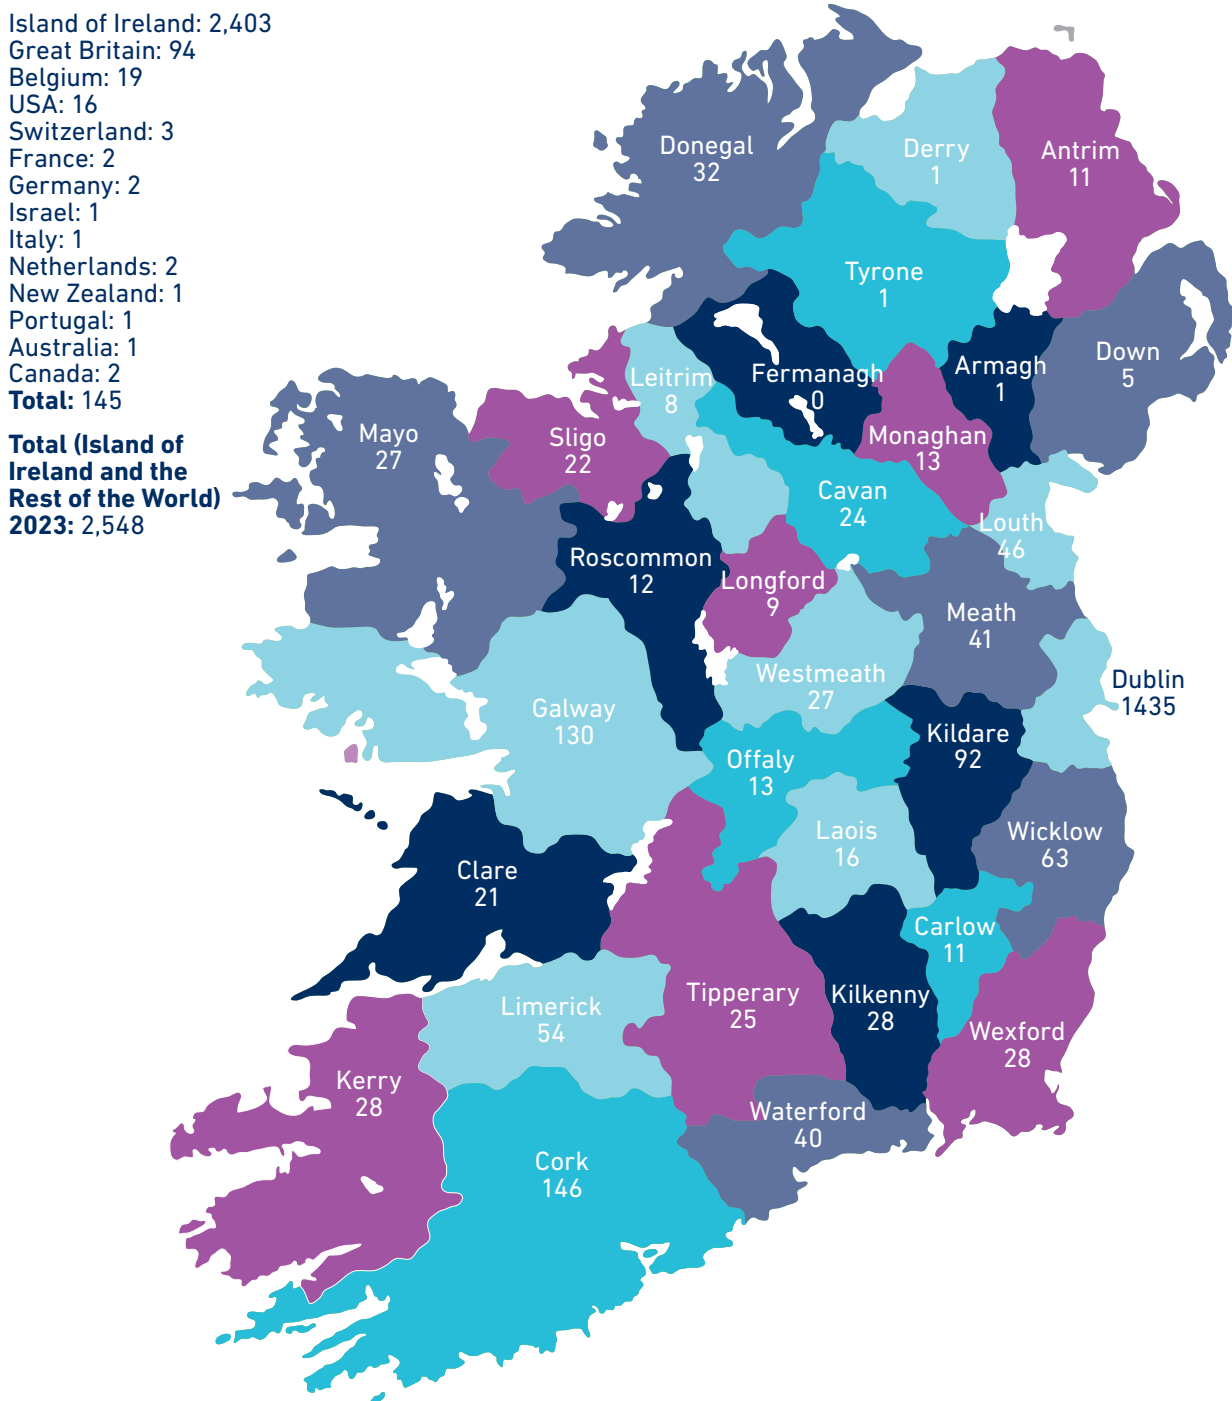 Island of Ireland: 2,403
Great Britain: 94
Belgium: 19
USA: 16
Switzerland: 3
France: 2
Germany: 2
Israel: 1
Italy: 1
Netherlands: 2
New Zealand: 1
Portugal: 1
Australia: 1
Canada: 2
Total: 145
Total (Island of
Ireland and the
Rest of the World)
2023: 2,548
Donegal
32
Derry
1
Antrim
11
Tyrone
1
Down
5
Armagh
1
Fermanagh
0
Leitrim
8
Monaghan
13
Mayo
27
Sligo
22
Cavan
24
Louth
46
Roscommon
12
Longford
9
Meath
41
Westmeath
27
Dublin
1435
Galway
130
Kildare
92
Offaly
13
Laois
16
Wicklow
63
Clare
21
Carlow
11
Tipperary
25
Kilkenny
28
Limerick
54
Wexford
28
Kerry
28
Waterford
40
Cork
146